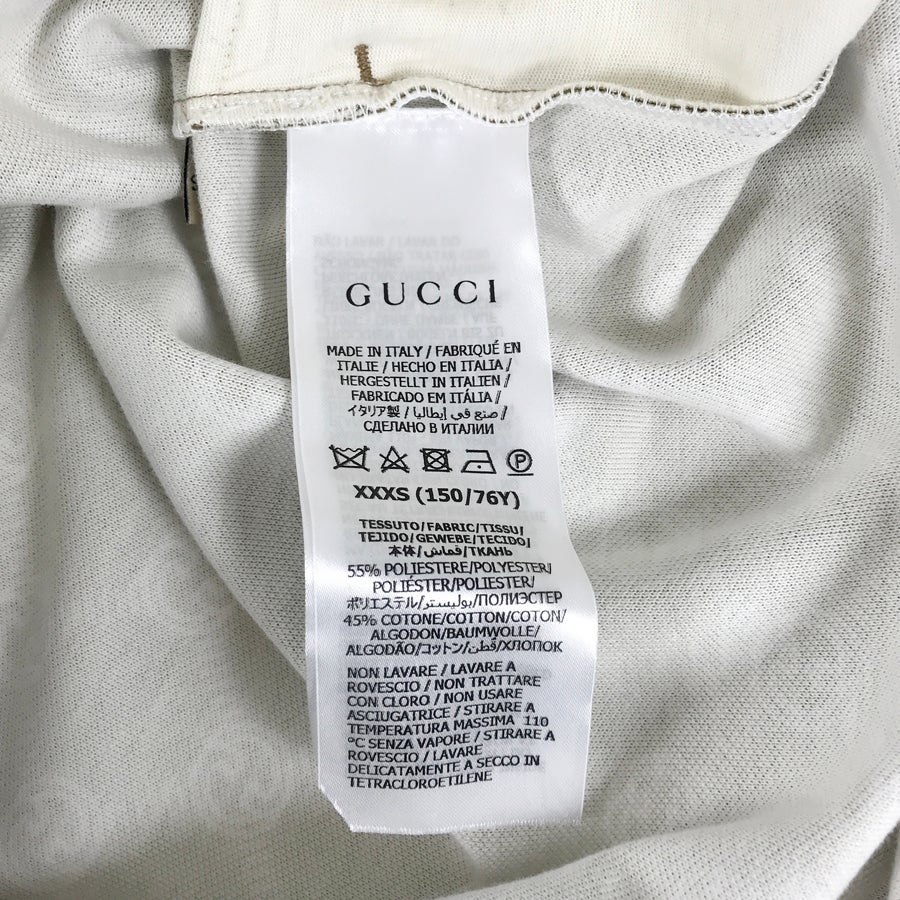 GUCCI
MADE IN ITALY / FABRIQUÉ EN
ITALIE / HECHO EN ITALIA /
HERGESTELLT IN ITALIEN /
FABRICADO EM ITÁLIA /
イタリア製 / صنع في إيطاليا /
СДЕЛАНО В ИТАЛИИ
P
XXXS (150/76Y)
TESSUTO/FABRIC/TISSU/
TEJIDO/GEWEBE/TECIDO/
本体/قماش/ТКАНЬ
55% POLIESTERE/POLYESTER/
POLIÉSTER/POLYESTER/
ポリエステル/بوليستر/ПОЛИЭСТЕР
45% COTONE/COTTON/COTON/
ALGODON/BAUMWOLLE/
ALGODÃO/コットン/قطن/ХЛОПОК
NON LAVARE / LAVARE A
ROVESCIO / NON TRATTARE
CON CLORO / NON USARE
ASCIUGATRICE / STIRARE A
TEMPERATURA MASSIMA 110
°C SENZA VAPORE / STIRARE A
ROVESCIO / LAVARE
DELICATAMENTE A SECCO IN
TETRACLOROETILENE